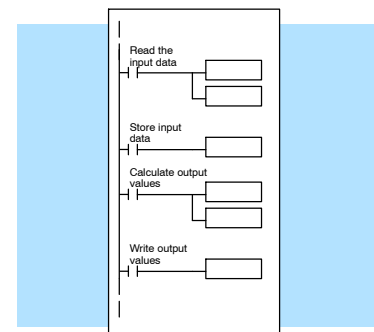 Read the
input data
Store input
data
Calculate output
values
Write output
values